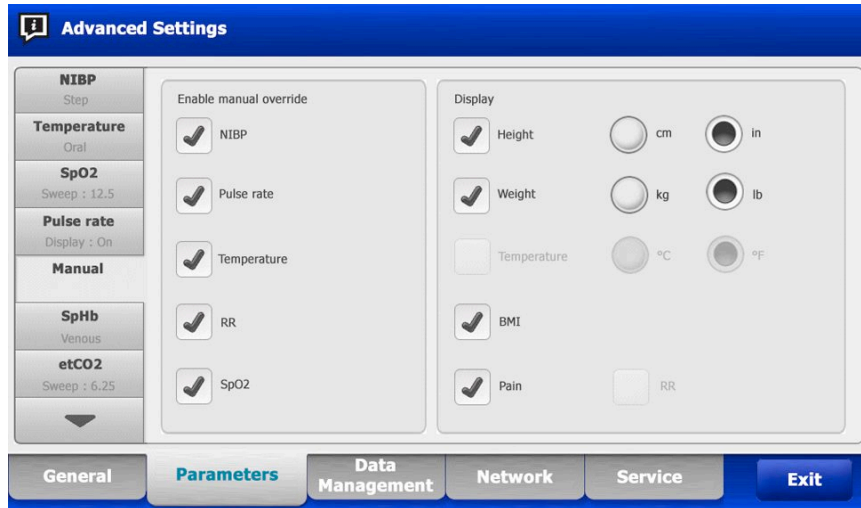 Advanced Settings
NIBP
Step
Temperature
Oral
SpO2
Sweep : 12.5
Pulse rate
Display : On
Manual
SpHb
Venous
etCO2
Sweep : 6.25
Enable manual override
NIBP
Pulse rate
Temperature
RR
SpO2
Display
Height cm in
Weight kg lb
Temperature °C °F
BMI
Pain RR
General
Parameters
Data
Management
Network
Service
Exit